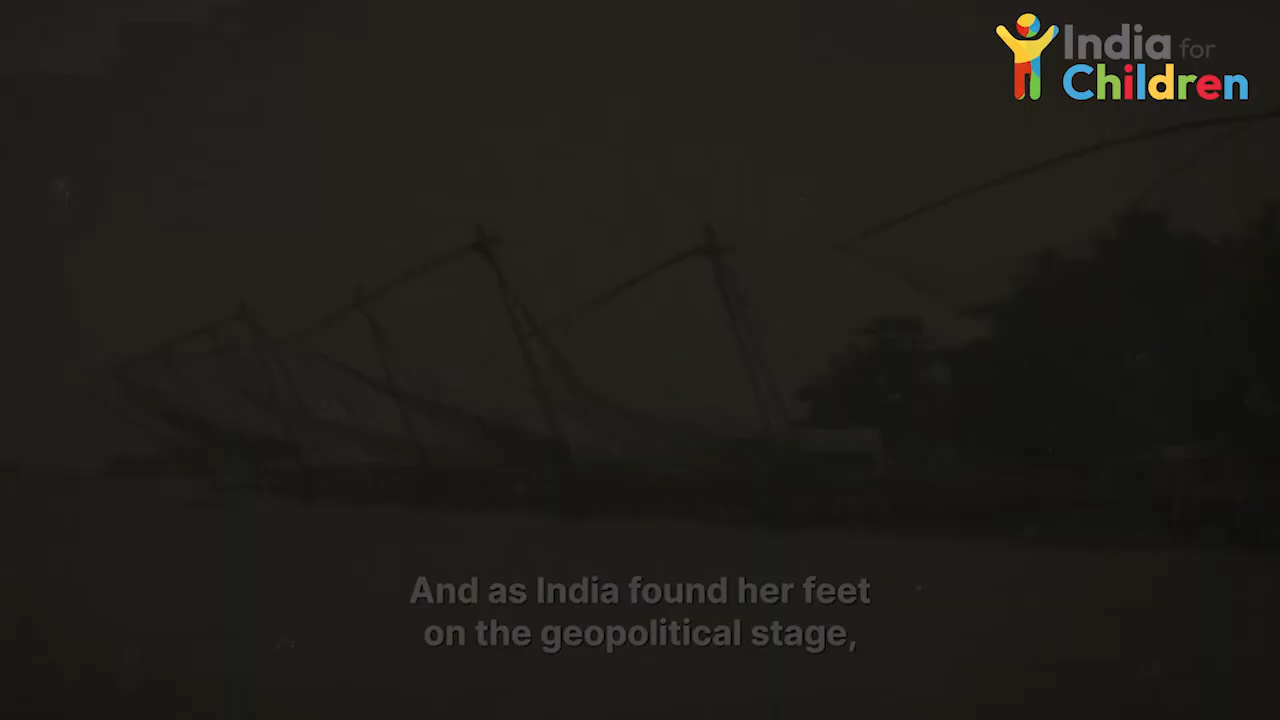 India for
Children
And as India found her feet
on the geopolitical stage,